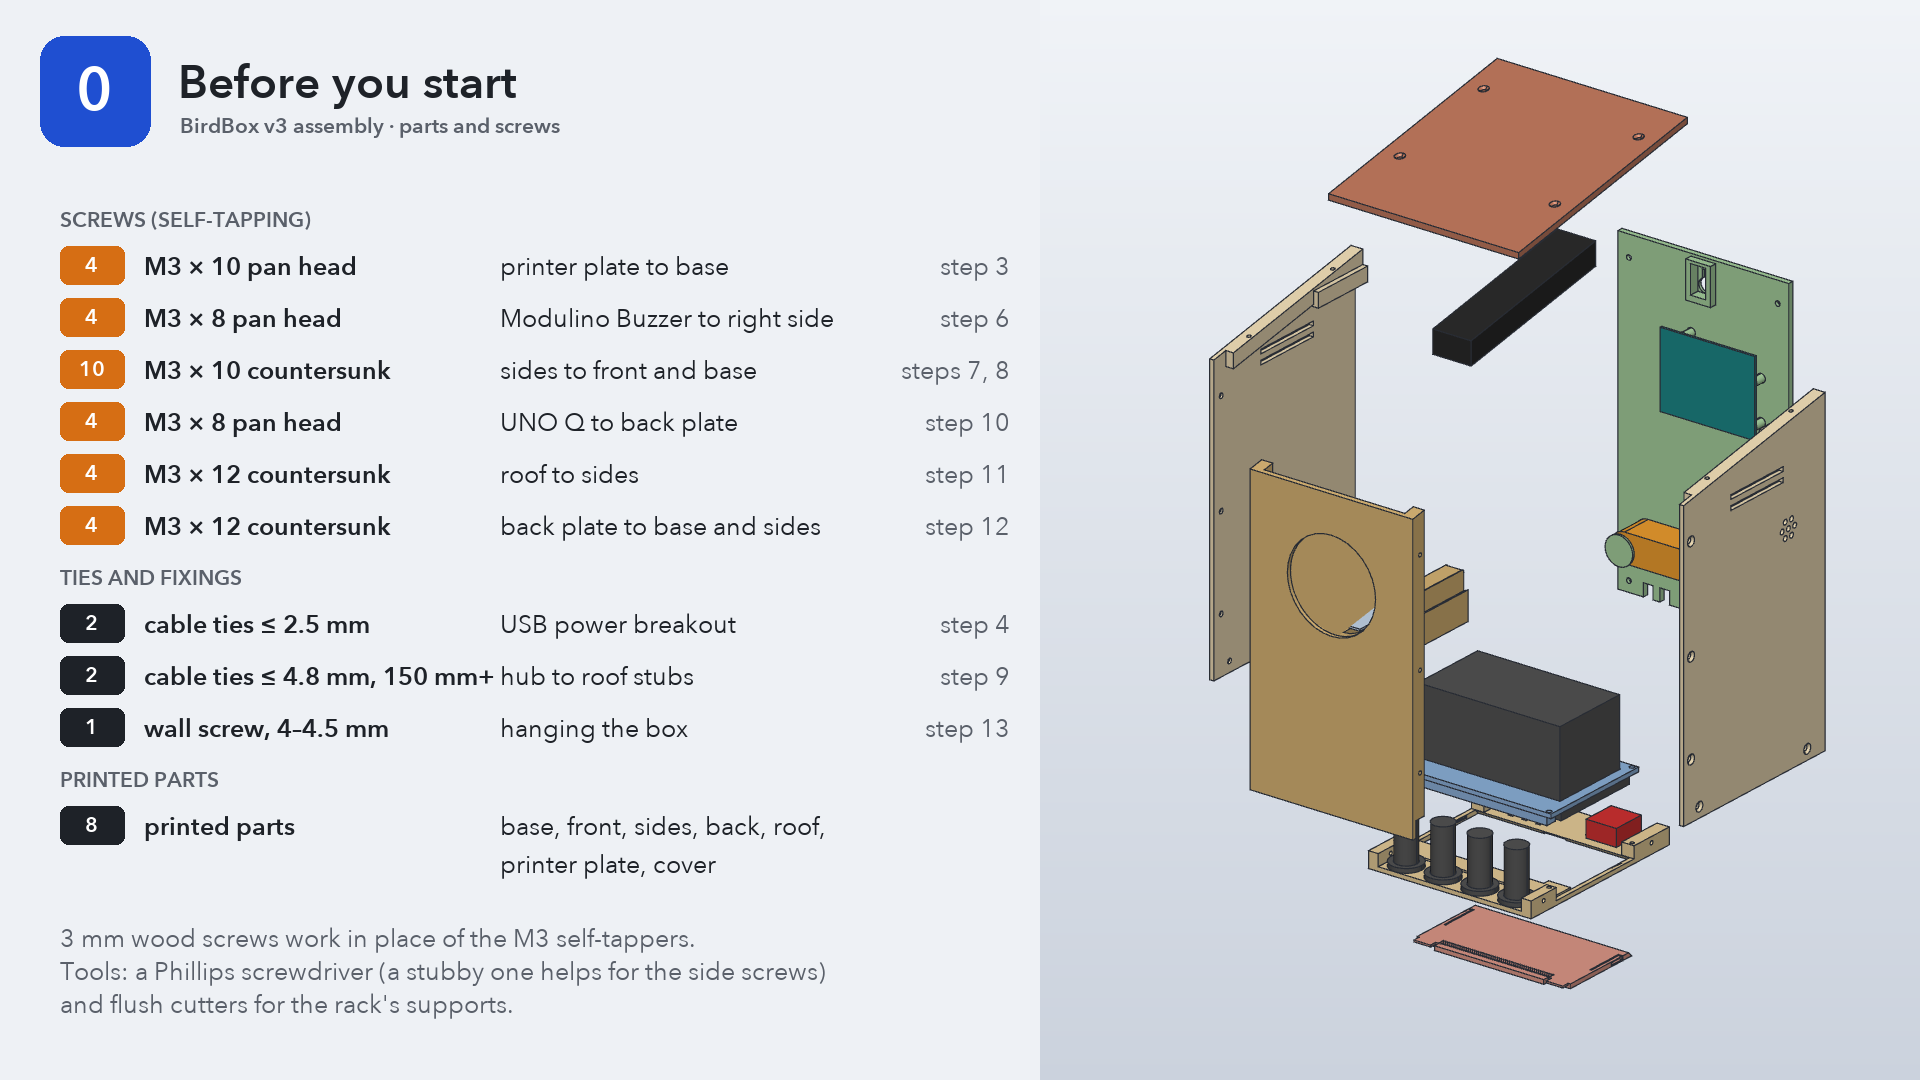 0
Before you start
BirdBox v3 assembly · parts and screws
SCREWS (SELF-TAPPING)
4 M3 × 10 pan head printer plate to base step 3
4 M3 × 8 pan head Modulino Buzzer to right side step 6
10 M3 × 10 countersunk sides to front and base steps 7, 8
4 M3 × 8 pan head UNO Q to back plate step 10
4 M3 × 12 countersunk roof to sides step 11
4 M3 × 12 countersunk back plate to base and sides step 12
TIES AND FIXINGS
2 cable ties ≤ 2.5 mm USB power breakout step 4
2 cable ties ≤ 4.8 mm, 150 mm+ hub to roof stubs step 9
1 wall screw, 4–4.5 mm hanging the box step 13
PRINTED PARTS
8 printed parts base, front, sides, back, roof,
printer plate, cover
3 mm wood screws work in place of the M3 self-tappers.
Tools: a Phillips screwdriver (a stubby one helps for the side screws)
and flush cutters for the rack's supports.